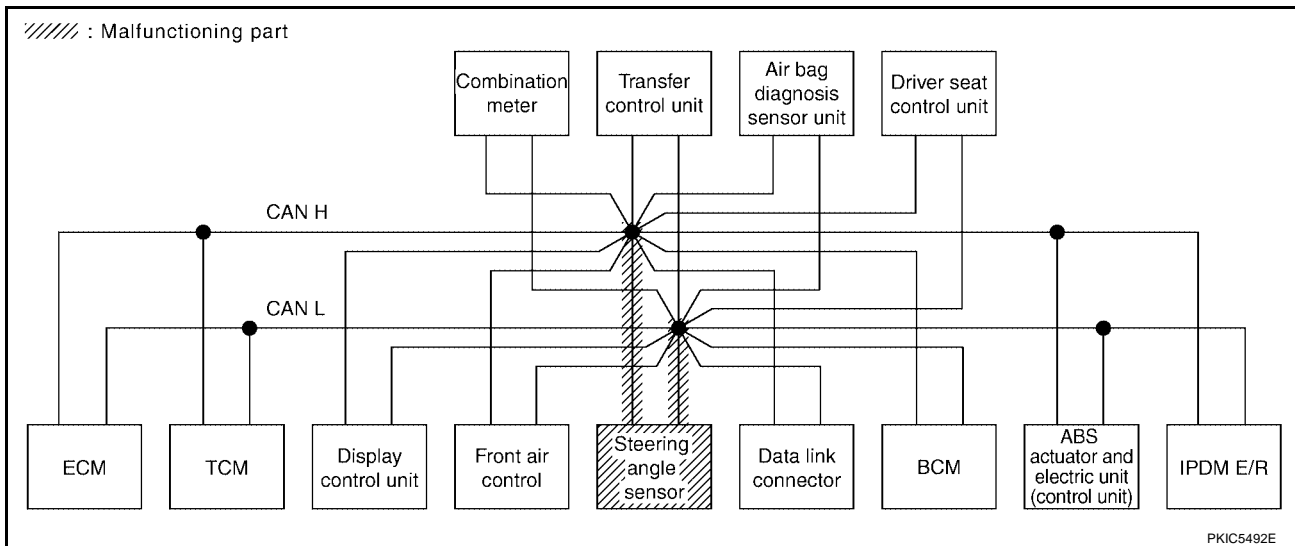 : Malfunctioning part
Combination
meter
Transfer
control unit
Air bag
diagnosis
sensor unit
Driver seat
control unit
CAN H
CAN L
ECM
TCM
Display
control unit
Front air
control
Steering
angle
sensor
Data link
connector
BCM
ABS
actuator and
electric unit
(control unit)
IPDM E/R
PKIC5492E